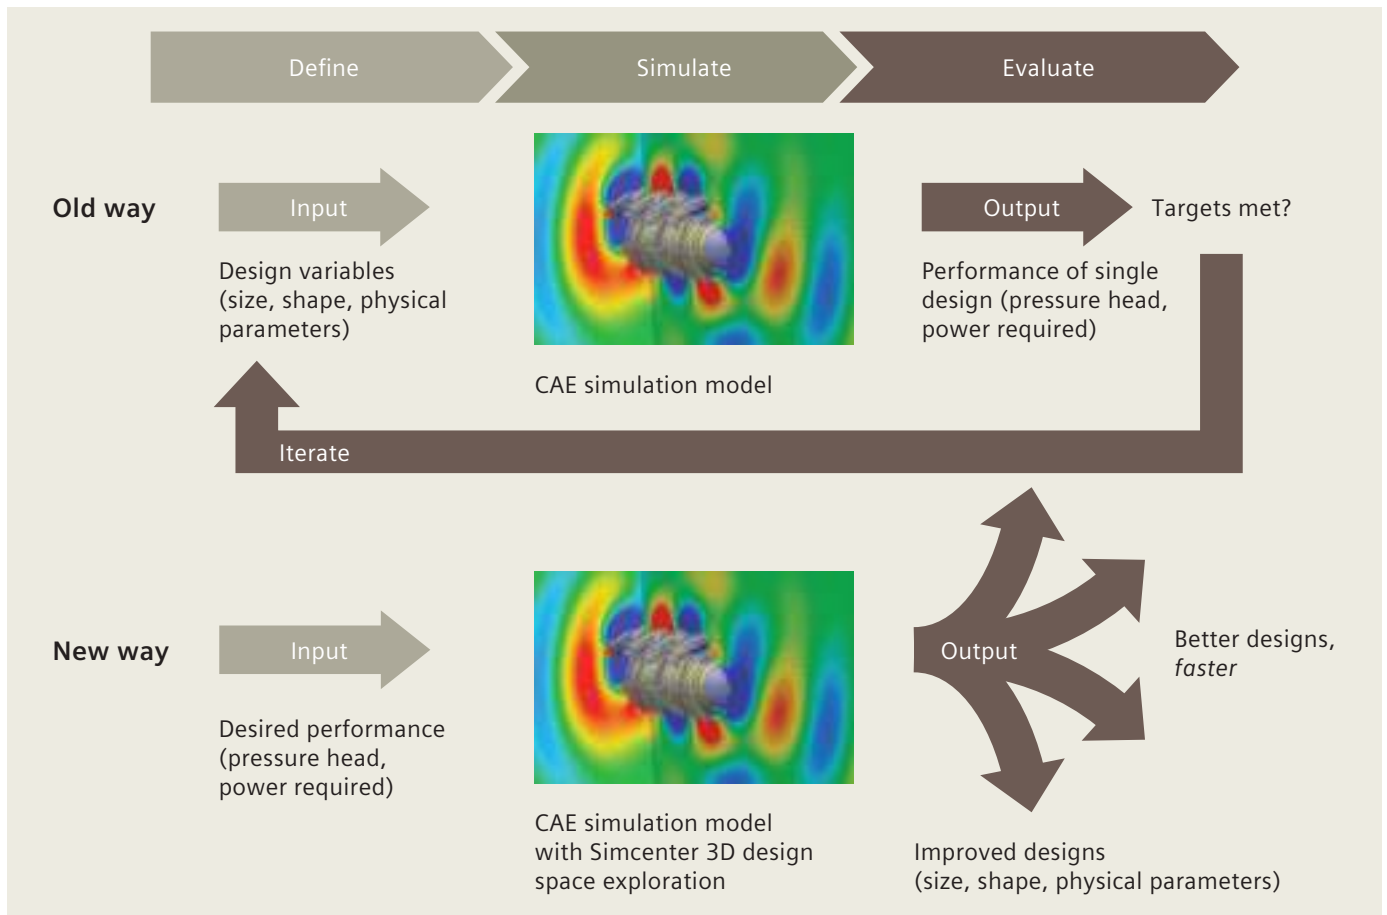 Define
Simulate
Evaluate
Old way
Input
Output
Targets met?
Design variables
(size, shape, physical
parameters)
CAE simulation model
Performance of single
design (pressure head,
power required)
Iterate
New way
Input
Output
Better designs,
faster
Desired performance
(pressure head,
power required)
CAE simulation model
with Simcenter 3D design
space exploration
Improved designs
(size, shape, physical parameters)